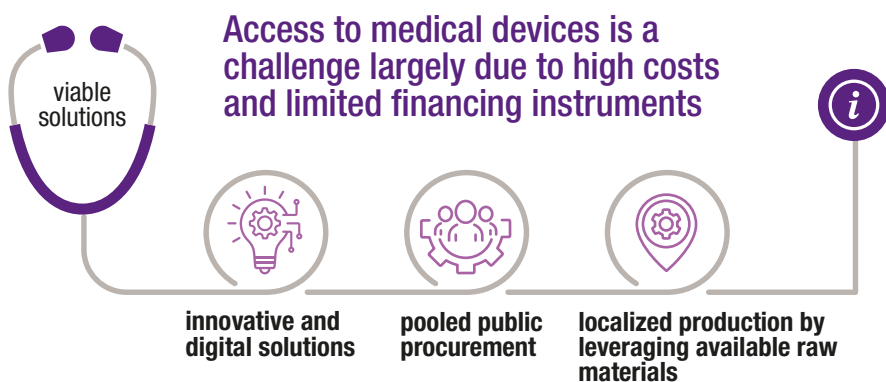 Access to medical devices is a
challenge largely due to high costs
and limited financing instruments
viable
solutions
i
innovative and
digital solutions
pooled public
procurement
localized production by
leveraging available raw
materials